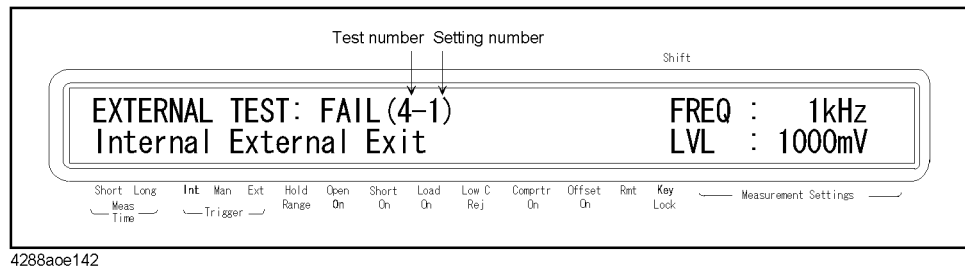 Test number Setting number
Shift
EXTERNAL TEST: FAIL(4-1) FREQ : 1kHz
Internal External Exit LVL : 1000mV
Short Long Int Man Ext Hold Open Short Load Low C Comprtr Offset Rmt Key Measurement Settings
Meas Time Trigger Range On On On Rej On On Lock
4288aoe142